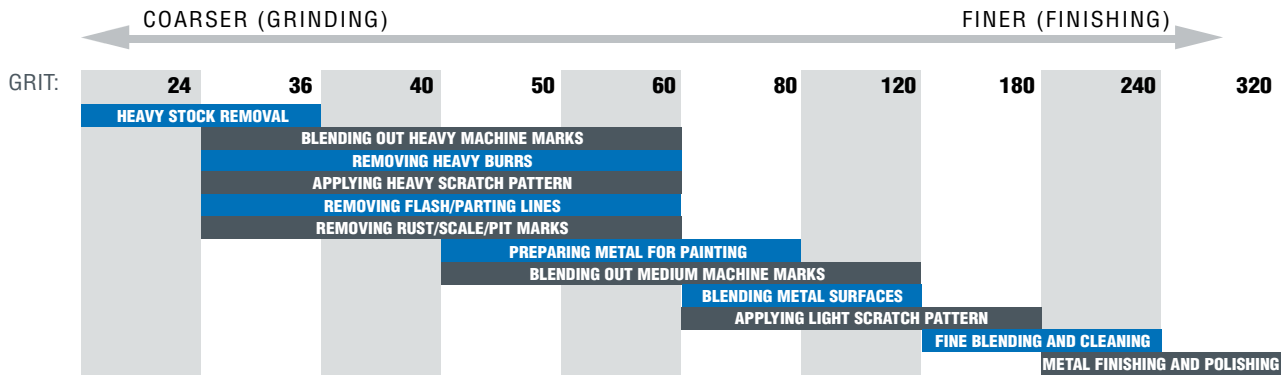 COARSER (GRINDING) FINER (FINISHING)
GRIT: 24 36 40 50 60 80 120 180 240 320
HEAVY STOCK REMOVAL
BLENDING OUT HEAVY MACHINE MARKS
REMOVING HEAVY BURRS
APPLYING HEAVY SCRATCH PATTERN
REMOVING FLASH/PARTING LINES
REMOVING RUST/SCALE/PIT MARKS
PREPARING METAL FOR PAINTING
BLENDING OUT MEDIUM MACHINE MARKS
BLENDING METAL SURFACES
APPLYING LIGHT SCRATCH PATTERN
FINE BLENDING AND CLEANING
METAL FINISHING AND POLISHING